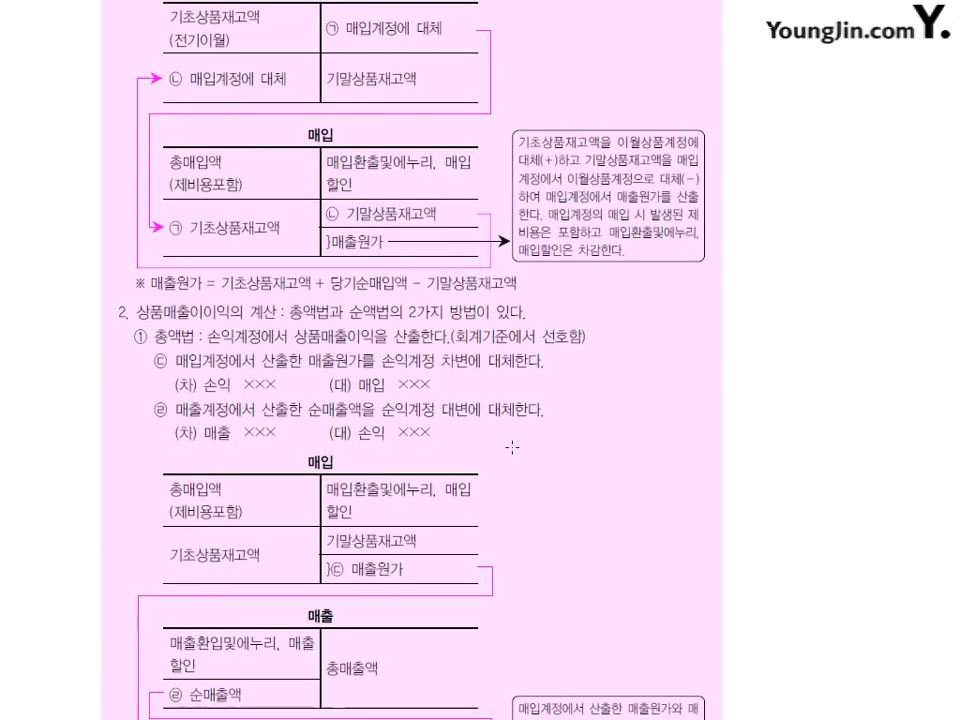 YoungJin.com Y.
기초상품재고액
(전기이월)
㉠ 매입계정에 대체
㉡ 매입계정에 대체
기말상품재고액
매입
총매입액
(제비용포함)
매입환출및에누리, 매입
할인
㉠ 기초상품재고액
㉡ 기말상품재고액
}매출원가
기초상품재고액을 이월상품계정에
대체(+)하고 기말상품재고액을 매입
계정에서 이월상품계정으로 대체(-)
하여 매입계정에서 매출원가를 산출
한다. 매입계정의 매입 시 발생된 제
비용은 포함하고 매입환출및에누리,
매입할인은 차감한다.
※ 매출원가 = 기초상품재고액 + 당기순매입액 - 기말상품재고액
2. 상품매출이이익의 계산 : 총액법과 순액법의 2가지 방법이 있다.
① 총액법 : 손익계정에서 상품매출이익을 산출한다.(회계기준에서 선호함)
㉢ 매입계정에서 산출한 매출원가를 손익계정 차변에 대체한다.
(차) 손익 ××× (대) 매입 ×××
㉣ 매출계정에서 산출한 순매출액을 순익계정 대변에 대체한다.
(차) 매출 ××× (대) 손익 ×××
매입
총매입액
(제비용포함)
매입환출및에누리, 매입
할인
기초상품재고액
기말상품재고액
}㉢ 매출원가
매출
매출환입및에누리, 매출
할인
총매출액
㉣ 순매출액
매입계정에서 산출한 매출원가와 매